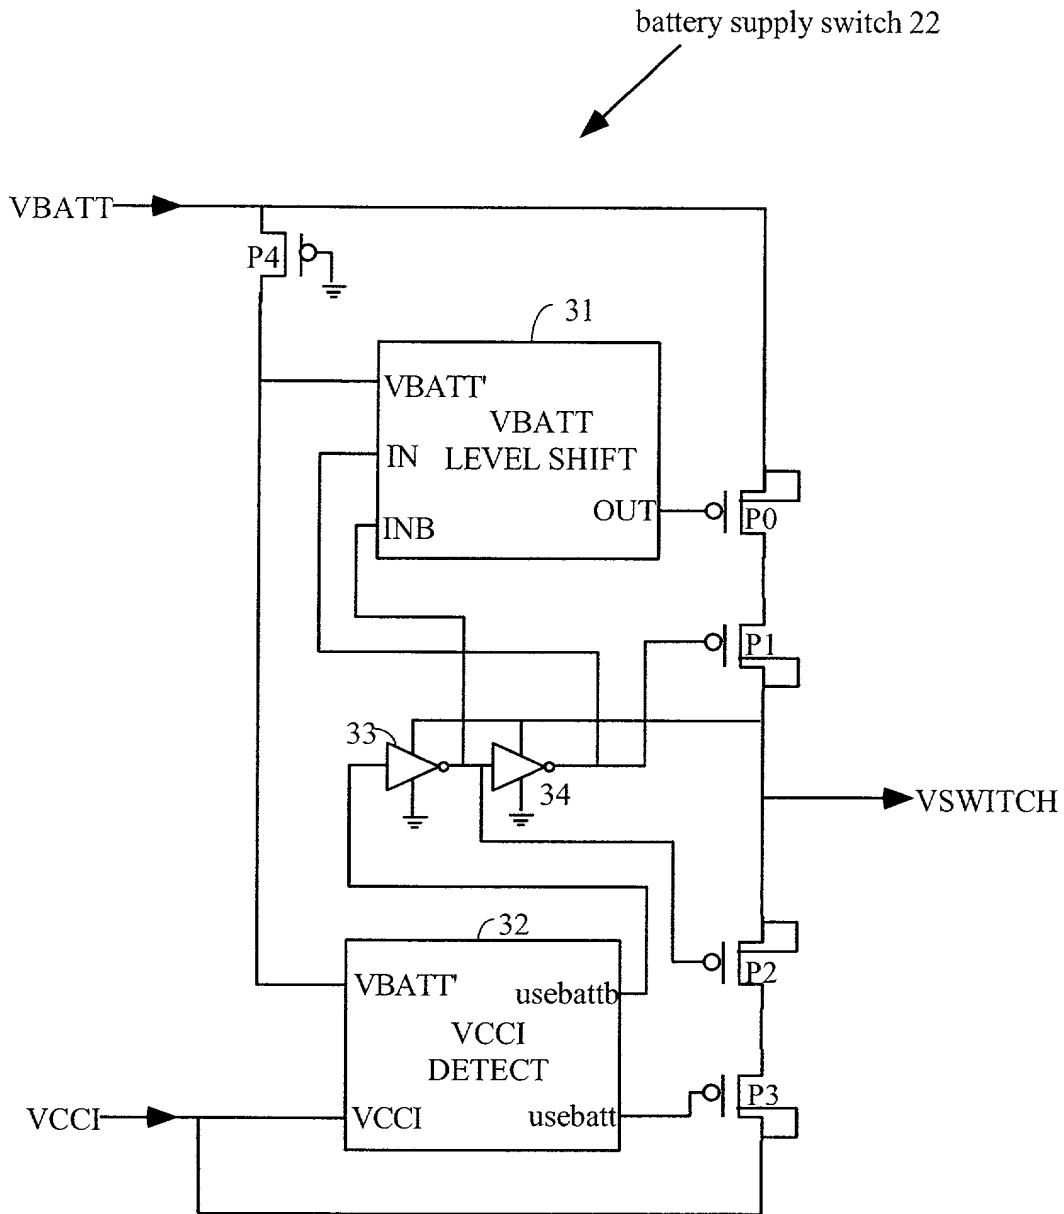 battery supply switch 22
VBATT
P4
31
VBATT'
VBATT
LEVEL SHIFT
IN
OUT
INB
P0
P1
33
34
VSWITCH
32
VBATT'
usebattb
P2
VCCI
DETECT
VCCI
VCCI
usebatt
P3